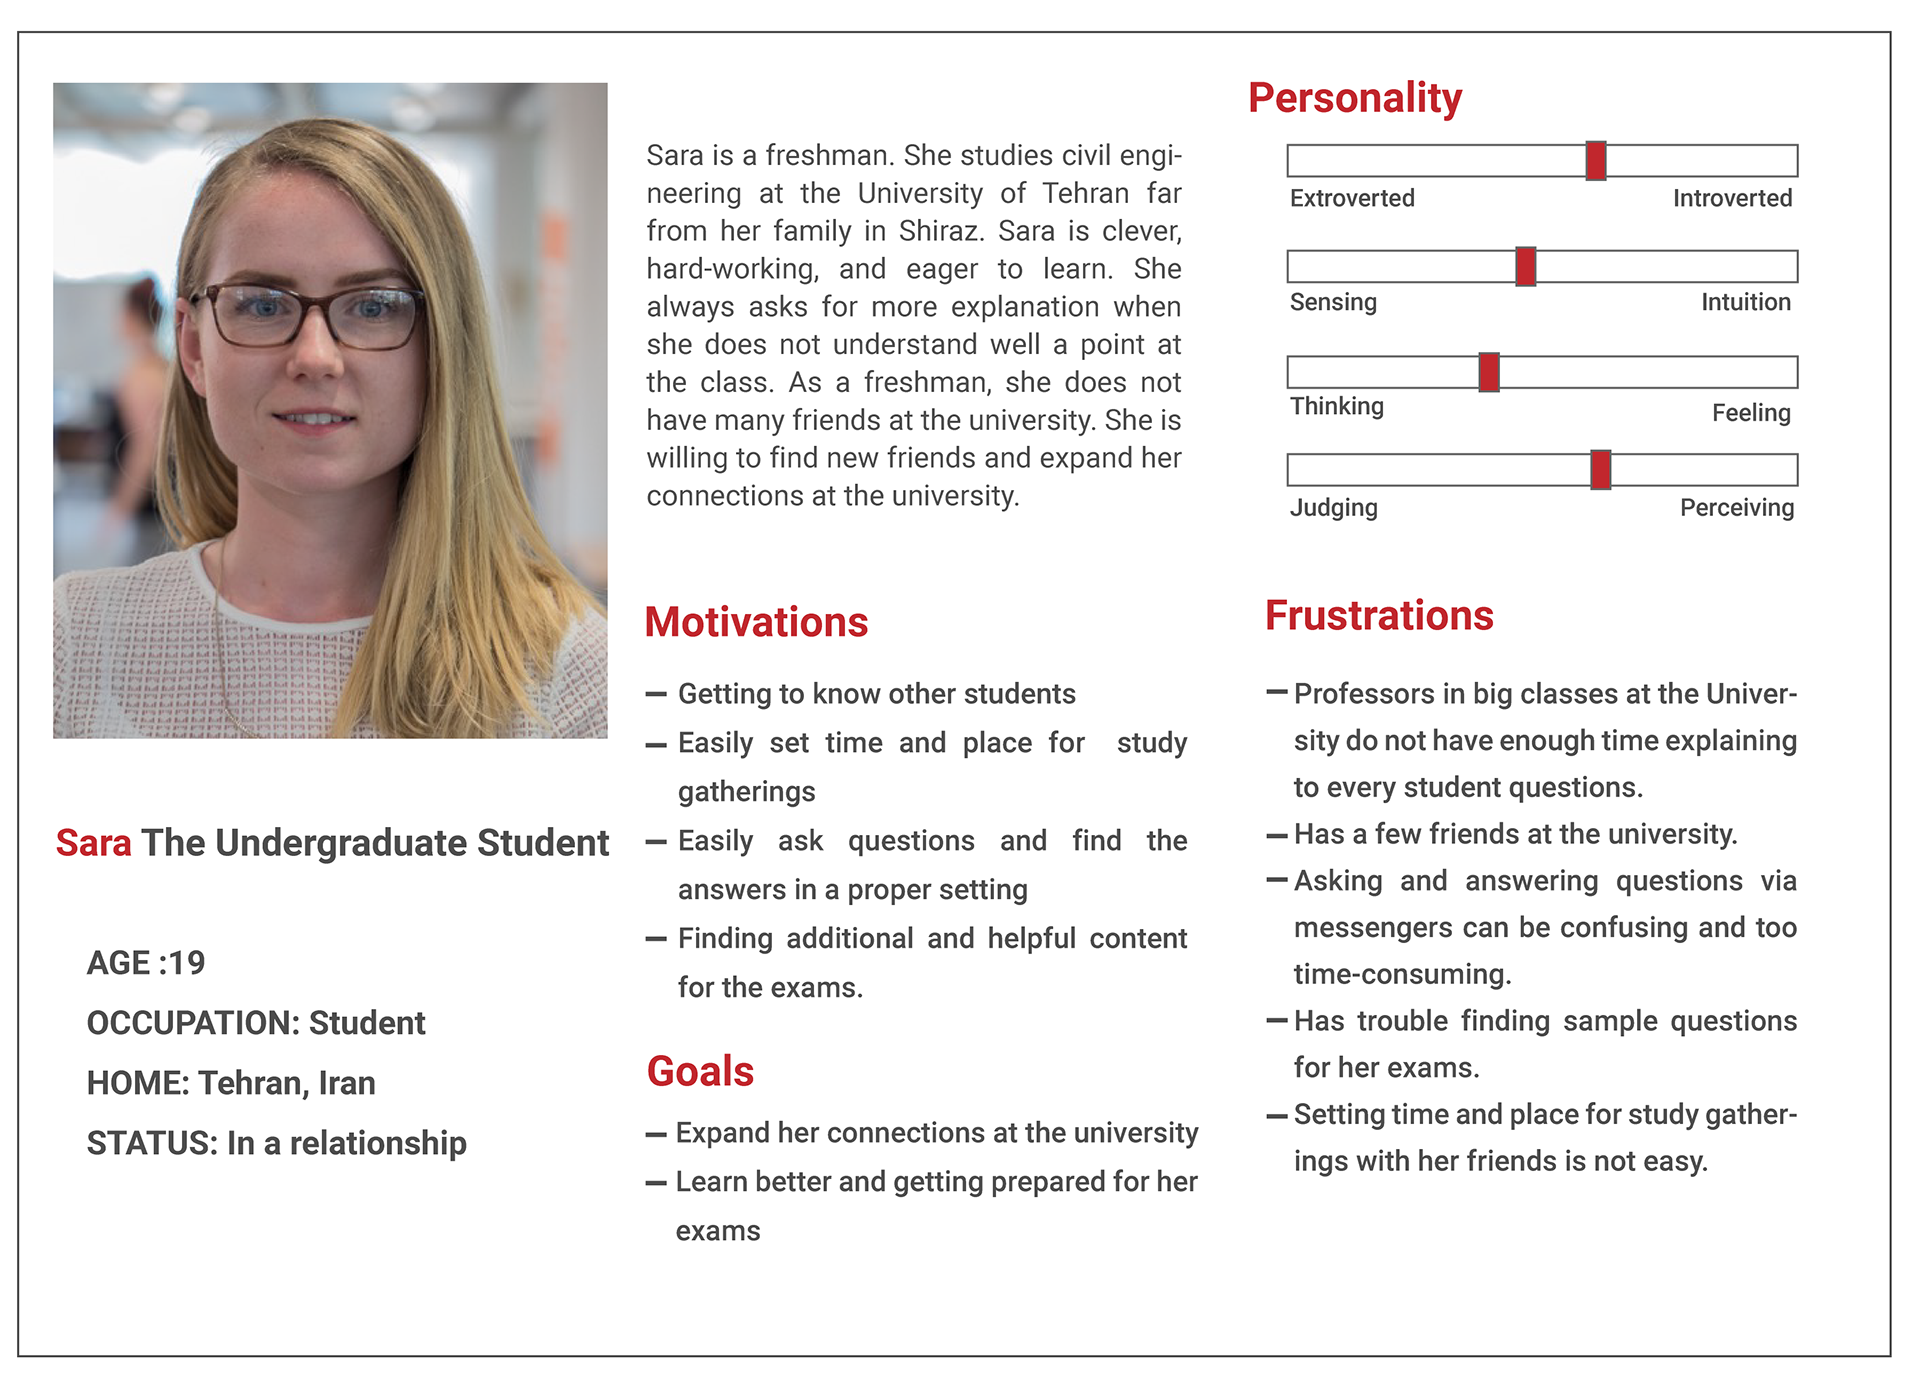 Sara is a freshman. She studies civil engi-
neering at the University of Tehran far
from her family in Shiraz. Sara is clever,
hard-working, and eager to learn. She
always asks for more explanation when
she does not understand well a point at
the class. As a freshman, she does not
have many friends at the university. She is
willing to find new friends and expand her
connections at the university.
Personality
Extroverted
Introverted
Sensing
Intuition
Thinking
Feeling
Judging
Perceiving
Sara The Undergraduate Student
AGE :19
OCCUPATION: Student
HOME: Tehran, Iran
STATUS: In a relationship
Motivations
– Getting to know other students
– Easily set time and place for study
gatherings
– Easily ask questions and find the
answers in a proper setting
– Finding additional and helpful content
for the exams.
Goals
– Expand her connections at the university
– Learn better and getting prepared for her
exams
Frustrations
– Professors in big classes at the Univer-
sity do not have enough time explaining
to every student questions.
– Has a few friends at the university.
– Asking and answering questions via
messengers can be confusing and too
time-consuming.
– Has trouble finding sample questions
for her exams.
– Setting time and place for study gather-
ings with her friends is not easy.